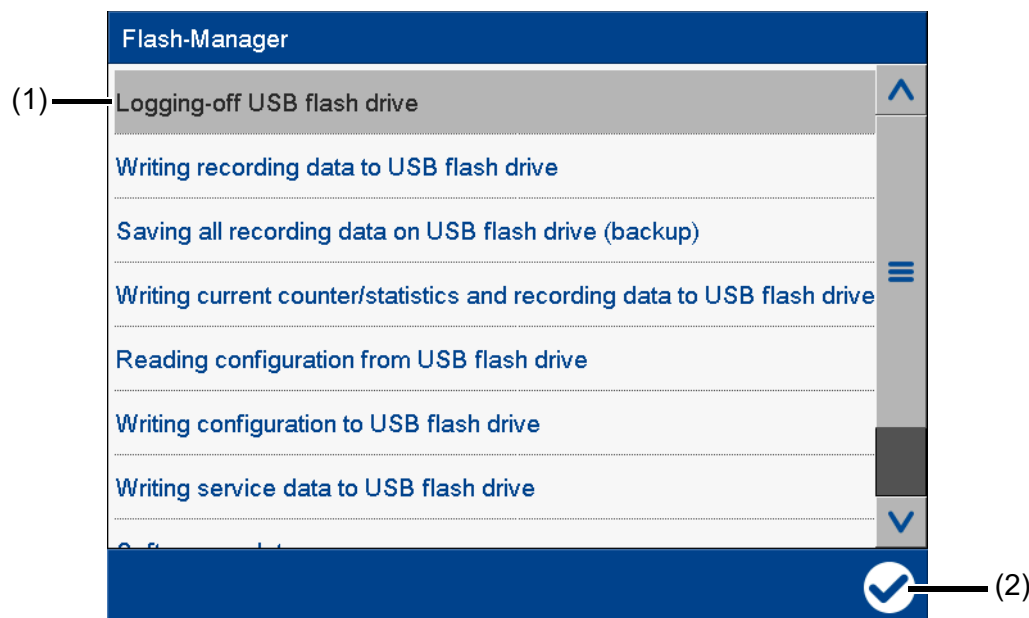 Flash-Manager
(1)
Logging-off USB flash drive
Writing recording data to USB flash drive
Saving all recording data on USB flash drive (backup)
Writing current counter/statistics and recording data to USB flash drive
Reading configuration from USB flash drive
Writing configuration to USB flash drive
Writing service data to USB flash drive
(2)